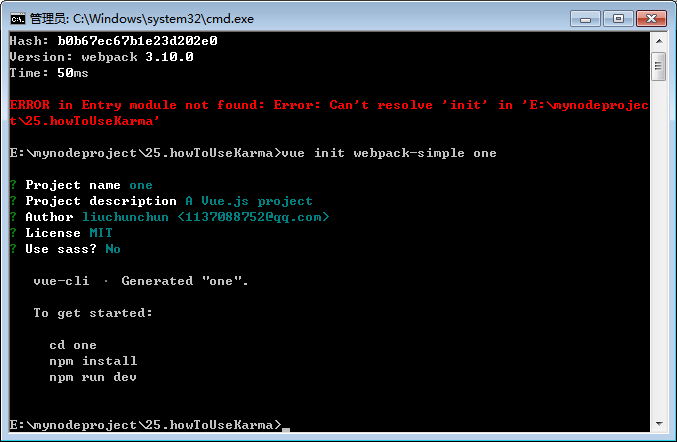 管理员: C:\Windows\system32\cmd.exe
Hash: b0b67ec67b1e23d202e0
Version: webpack 3.10.0
Time: 50ms
ERROR in Entry module not found: Error: Can't resolve 'init' in 'E:\mynodeprojec
t\25.howToUseKarma'
E:\mynodeproject\25.howToUseKarma>vue init webpack-simple one
? Project name one
? Project description A Vue.js project
? Author liuchunchun <1137088752@qq.com>
? License MIT
? Use sass? No
vue-cli · Generated "one".
To get started:
cd one
npm install
npm run dev
E:\mynodeproject\25.howToUseKarma>